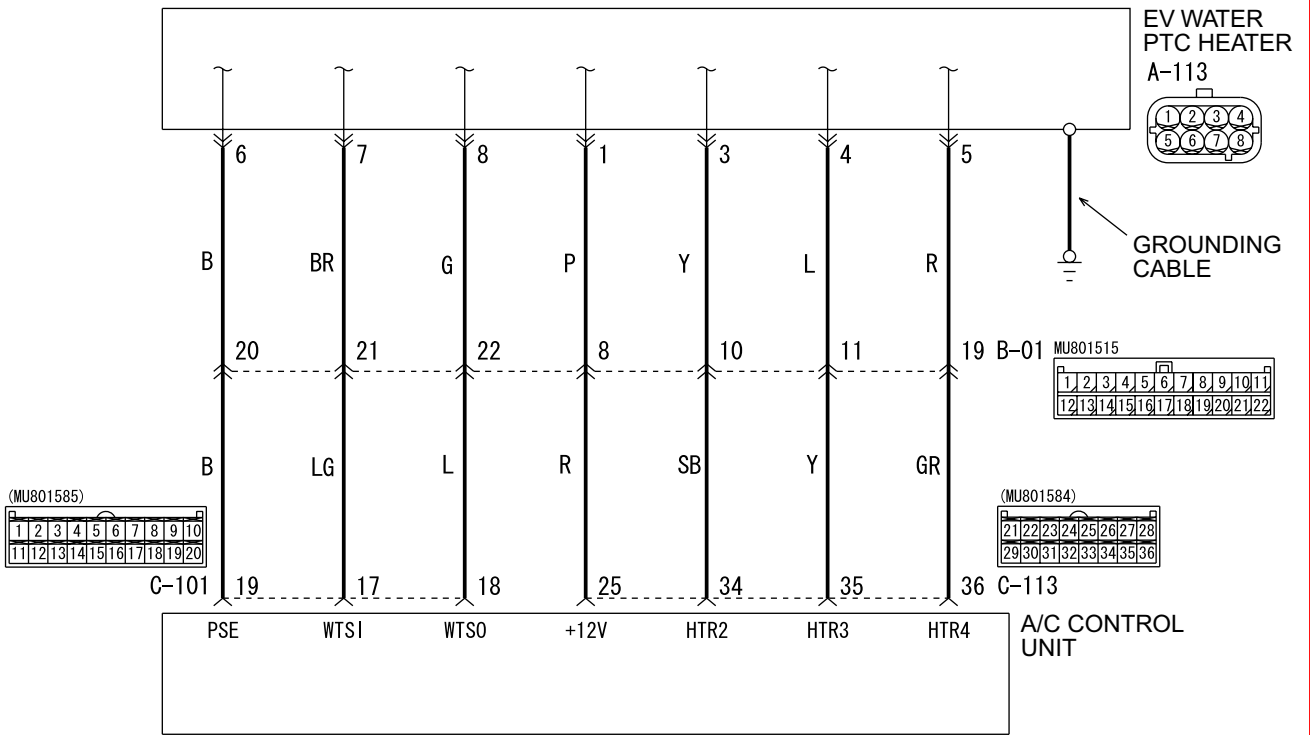 EV WATER
PTC HEATER
A-113
1 2 3 4
5 6 7 8
6 7 8 1 3 4 5
GROUNDING
CABLE
B BR G P Y L R
20 21 22 8 10 11 19 B-01 MU801515
1 2 3 4 5 6 7 8 9 10 11
12 13 14 15 16 17 18 19 20 21 22
B LG L R SB Y GR
(MU801585)
1 2 3 4 5 6 7 8 9 10
11 12 13 14 15 16 17 18 19 20
(MU801584)
21 22 23 24 25 26 27 28
29 30 31 32 33 34 35 36
C-101 19 17 18 25 34 35 36 C-113
PSE WTSI WTSO +12V HTR2 HTR3 HTR4
A/C CONTROL
UNIT